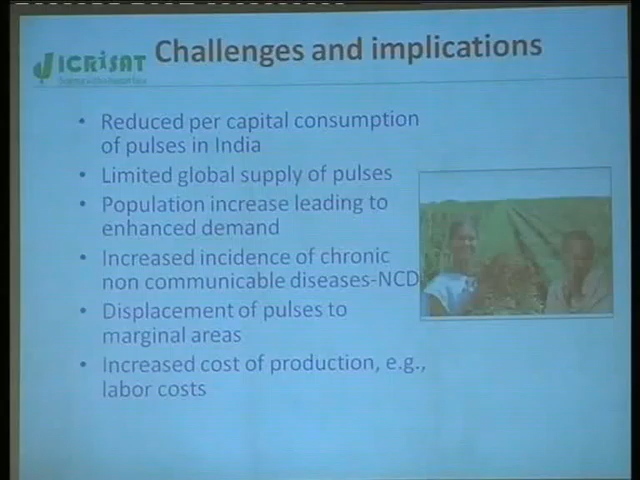 ICRISAT
Challenges and implications
• Reduced per capital consumption
of pulses in India
• Limited global supply of pulses
• Population increase leading to
enhanced demand
• Increased incidence of chronic
non communicable diseases-NCD
• Displacement of pulses to
marginal areas
• Increased cost of production, e.g.,
labor costs